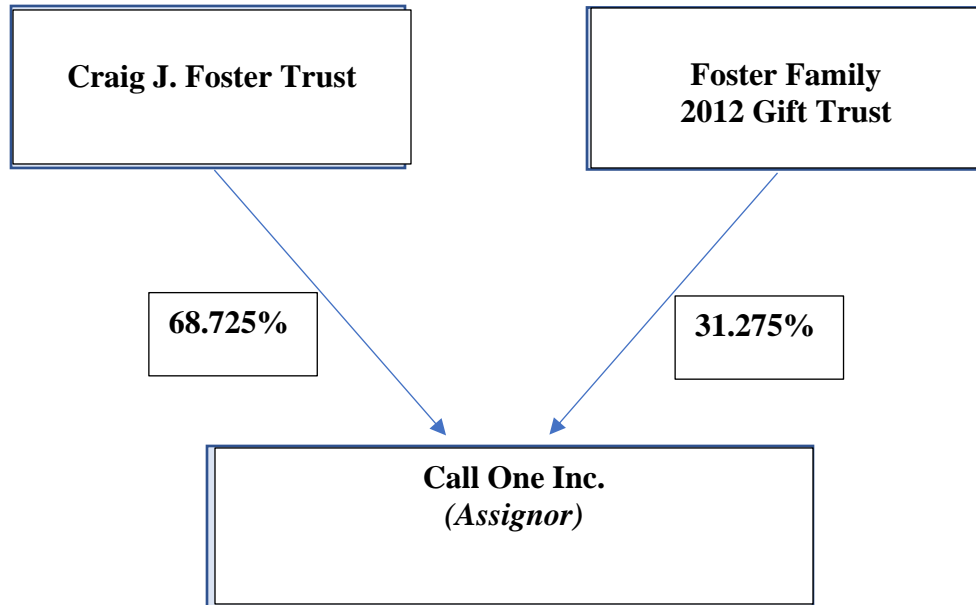 Craig J. Foster Trust
Foster Family
2012 Gift Trust
68.725%
31.275%
Call One Inc.
(Assignor)